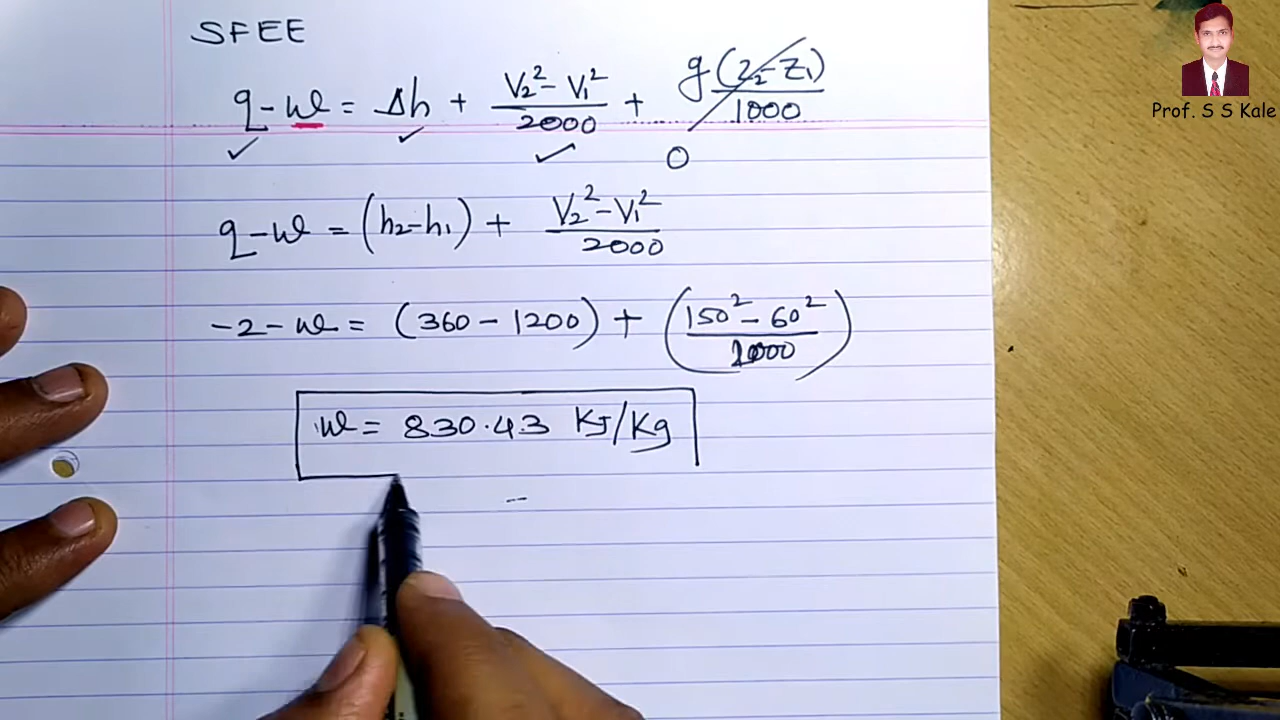 SFEE
q - w = Δh + (V₂² - V₁²)/2000 + g(Z₂ - Z₁)/1000
0
q - w = (h₂ - h₁) + (V₂² - V₁²)/2000
-2 - w = (360 - 1200) + (150² - 60²)/2000
w = 830.43 KJ/Kg
Prof. S S Kale